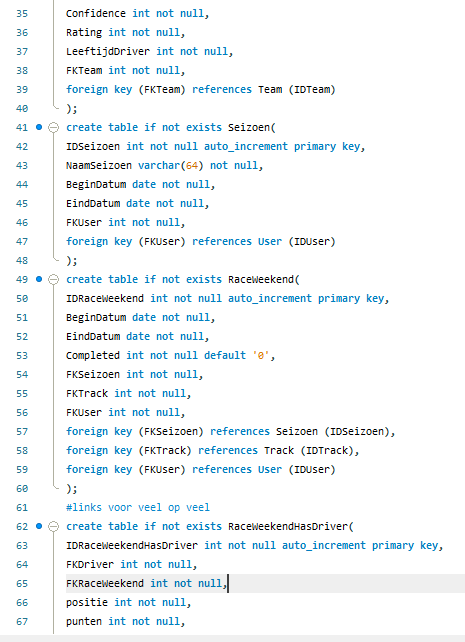 35 Confidence int not null,
36 Rating int not null,
37 LeeftijdDriver int not null,
38 FKTeam int not null,
39 foreign key (FKTeam) references Team (IDTeam)
40 );
41 create table if not exists Seizoen(
42 IDSeizoen int not null auto_increment primary key,
43 NaamSeizoen varchar(64) not null,
44 BeginDatum date not null,
45 EindDatum date not null,
46 FKUser int not null,
47 foreign key (FKUser) references User (IDUser)
48 );
49 create table if not exists RaceWeekend(
50 IDRaceWeekend int not null auto_increment primary key,
51 BeginDatum date not null,
52 EindDatum date not null,
53 Completed int not null default '0',
54 FKSeizoen int not null,
55 FKTrack int not null,
56 FKUser int not null,
57 foreign key (FKSeizoen) references Seizoen (IDSeizoen),
58 foreign key (FKTrack) references Track (IDTrack),
59 foreign key (FKUser) references User (IDUser)
60 );
61 #links voor veel op veel
62 create table if not exists RaceWeekendHasDriver(
63 IDRaceWeekendHasDriver int not null auto_increment primary key,
64 FKDriver int not null,
65 FKRaceWeekend int not null,
66 positie int not null,
67 punten int not null,